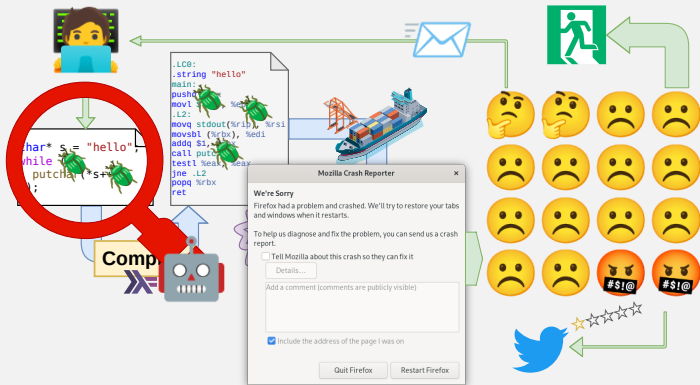 .LC0:
.string "hello"
main:
pushq
movl %e
.L2:
movq stdout(%rip), %rsi
movsbl (%rbx), %edi
addq $1,
call putc
testl %eax, %eax
jne .L2
popq %rbx
ret
char* s = "hello";
while
putchar(*s+
);
Comp
Mozilla Crash Reporter
We're Sorry
Firefox had a problem and crashed. We'll try to restore your tabs
and windows when it restarts.
To help us diagnose and fix the problem, you can send us a crash
report.
Tell Mozilla about this crash so they can fix it
Details...
Add a comment (comments are publicly visible)
Include the address of the page I was on
Quit Firefox
Restart Firefox
#$!@
#$!@